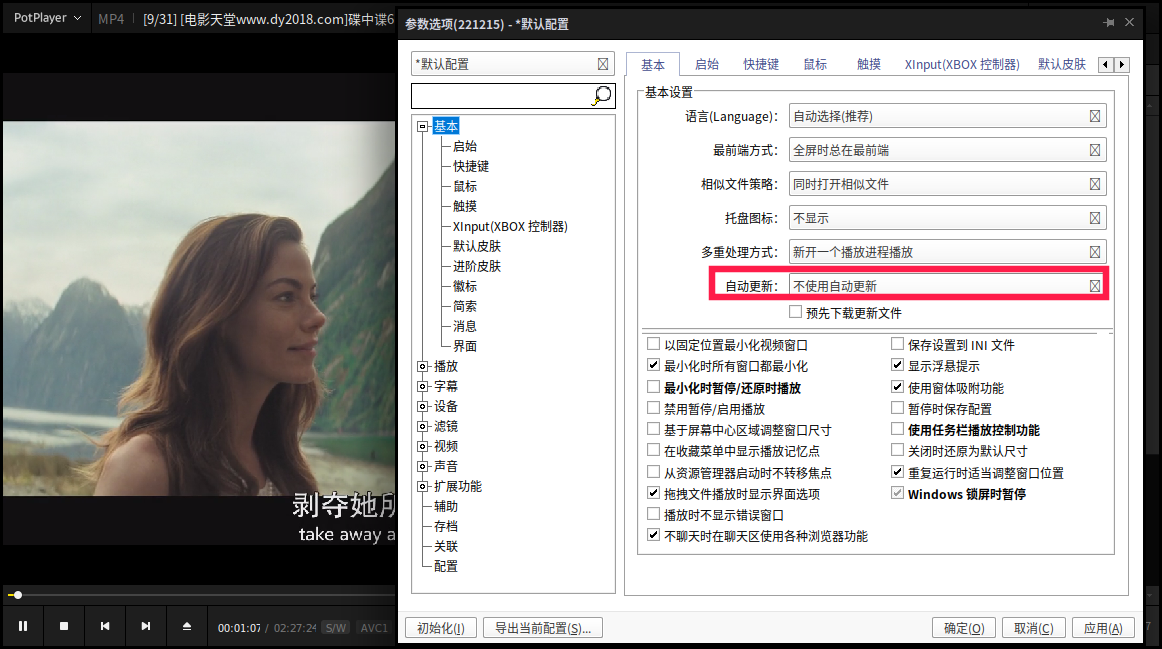 PotPlayer
MP4
[9/31] [电影天堂www.dy2018.com]碟中谍6
参数选项(221215) - *默认配置
*默认配置
基本
启始
快捷键
鼠标
触摸
XInput(XBOX 控制器)
默认皮肤
进阶皮肤
徽标
简索
消息
界面
播放
字幕
设备
滤镜
视频
声音
扩展功能
辅助
存档
关联
配置
基本 启始 快捷键 鼠标 触摸 XInput(XBOX 控制器) 默认皮肤
基本设置
语言(Language): 自动选择(推荐)
最前端方式: 全屏时总在最前端
相似文件策略: 同时打开相似文件
托盘图标: 不显示
多重处理方式: 新开一个播放进程播放
自动更新: 不使用自动更新
预先下载更新文件
以固定位置最小化视频窗口
最小化时所有窗口都最小化
最小化时暂停/还原时播放
禁用暂停/启用播放
基于屏幕中心区域调整窗口尺寸
在收藏菜单中显示播放记忆点
从资源管理器启动时不转移焦点
拖拽文件播放时显示界面选项
播放时不显示错误窗口
不聊天时在聊天区使用各种浏览器功能
保存设置到 INI 文件
显示浮悬提示
使用窗体吸附功能
暂停时保存配置
使用任务栏播放控制功能
关闭时还原为默认尺寸
重复运行时适当调整窗口位置
Windows 锁屏时暂停
剥夺她所
take away a
00:01:07 / 02:27:24 S/W AVC1
初始化(I) 导出当前配置(S)... 确定(O) 取消(C) 应用(A)